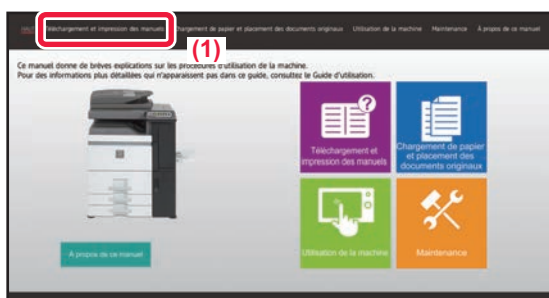 Téléchargement et impression des manuels Chargement de papier et placement des documents originaux Utilisation de la machine Maintenance À propos de ce manuel
(1)
Ce manuel donne de brèves explications sur les procédures d'utilisation de la machine.
Pour des informations plus détaillées qui n'apparaissent pas dans ce guide, consultez le Guide d'utilisation.
Téléchargement et
impression des manuels
Chargement de papier
et placement des
documents originaux
À propos de ce manuel
Utilisation de la machine
Maintenance